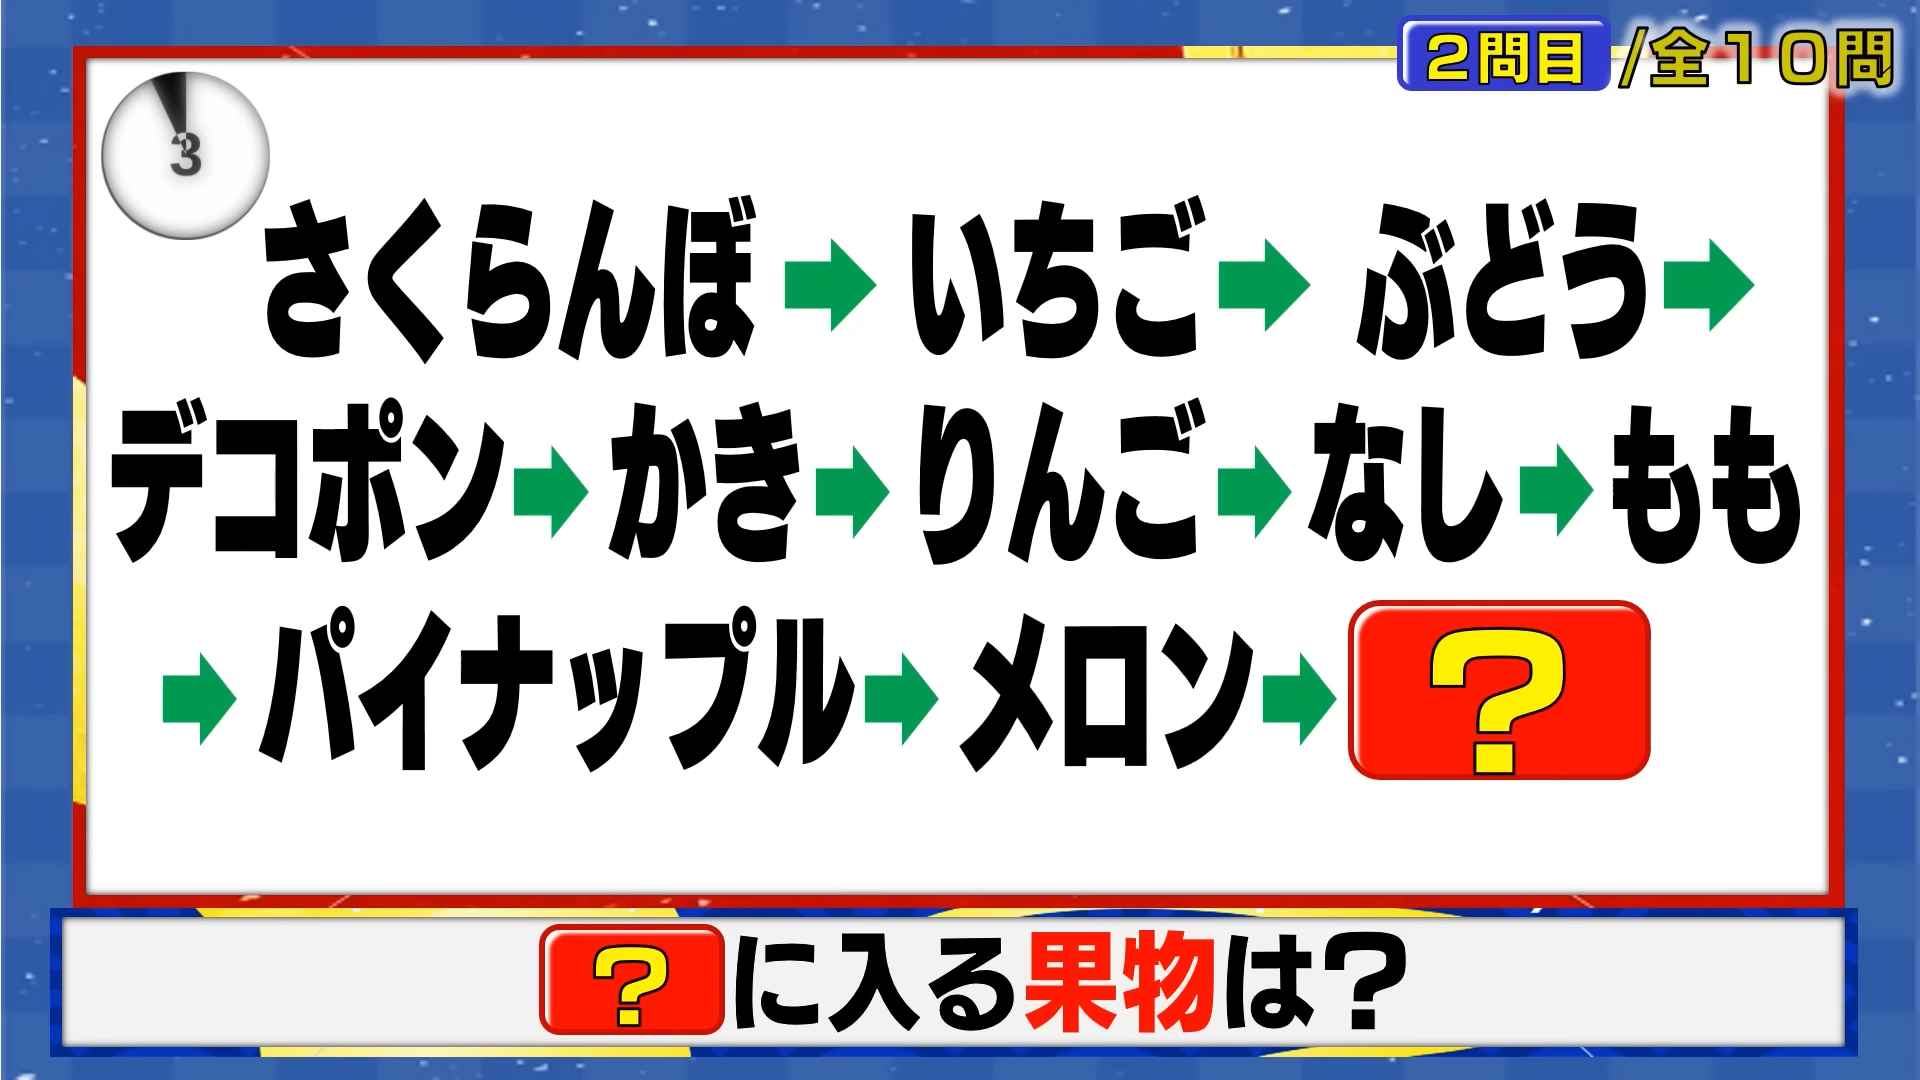 2問目/全10問
3
さくらんぼ➡いちご➡ぶどう➡
デコポン➡かき➡りんご➡なし➡もも
➡パイナップル➡メロン➡?
?に入る果物は?